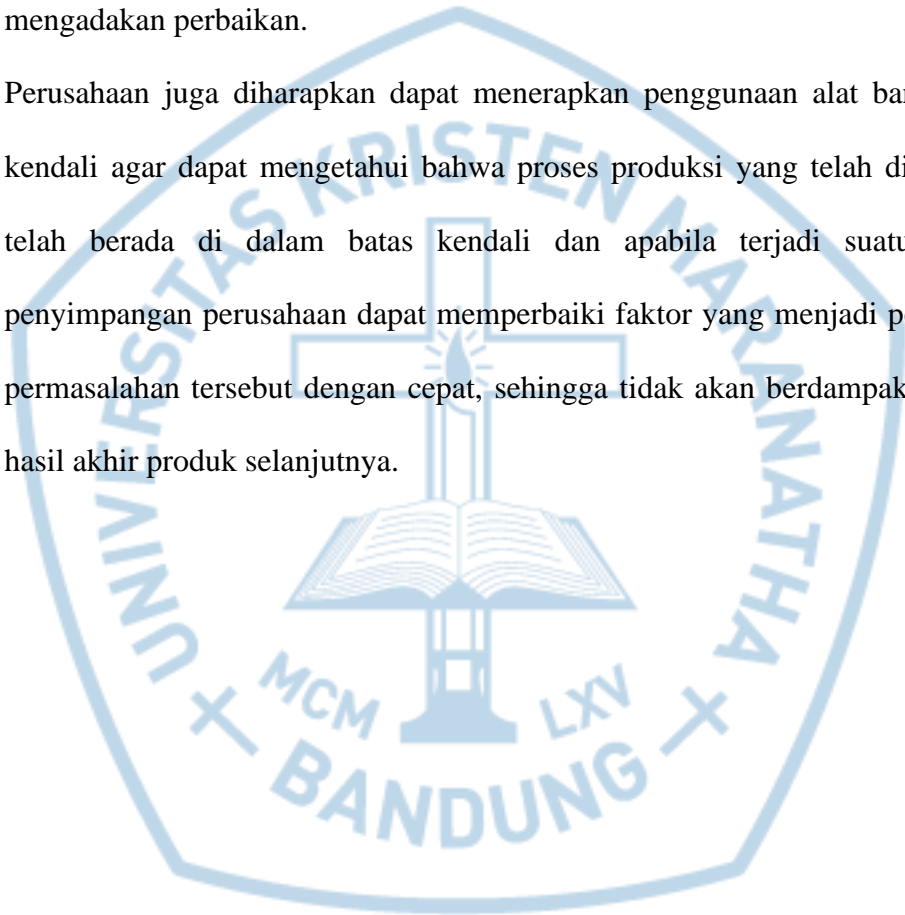 mengadakan perbaikan.
Perusahaan juga diharapkan dapat menerapkan penggunaan alat
kendali agar dapat mengetahui bahwa proses produksi yang telah
telah berada di dalam batas kendali dan apabila terjadi suatu
penyimpangan perusahaan dapat memperbaiki faktor yang menjadi
permasalahan tersebut dengan cepat, sehingga tidak akan berdampak
hasil akhir produk selanjutnya.
UNIVERSITAS KRISTEN MARANATHA
MCM LXV
BANDUNG